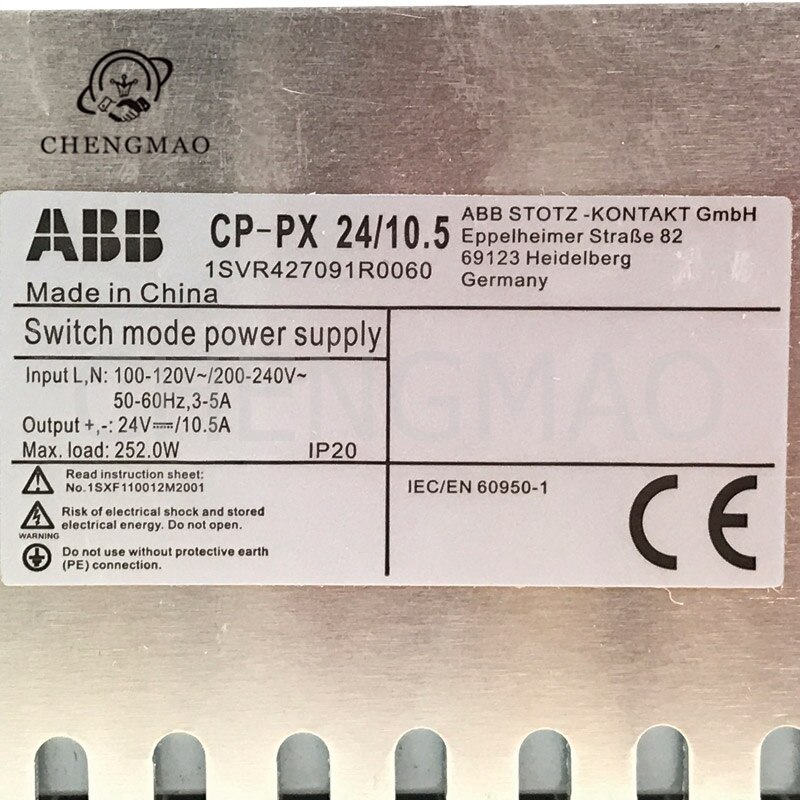 CHENGMAO
ABB CP-PX 24/10.5
1SVR427091R0060
ABB STOTZ -KONTAKT GmbH
Eppelheimer Straße 82
69123 Heidelberg
Germany
Made in China
Switch mode power supply
Input L,N: 100-120V~/200-240V~
50-60Hz,3-5A
Output +,-: 24V⎓/10.5A
Max. load: 252.0W IP20
Read instruction sheet:
No.1SXF110012M2001
Risk of electrical shock and stored
electrical energy. Do not open.
WARNING
Do not use without protective earth
(PE) connection.
IEC/EN 60950-1
CE
CHENGMAO